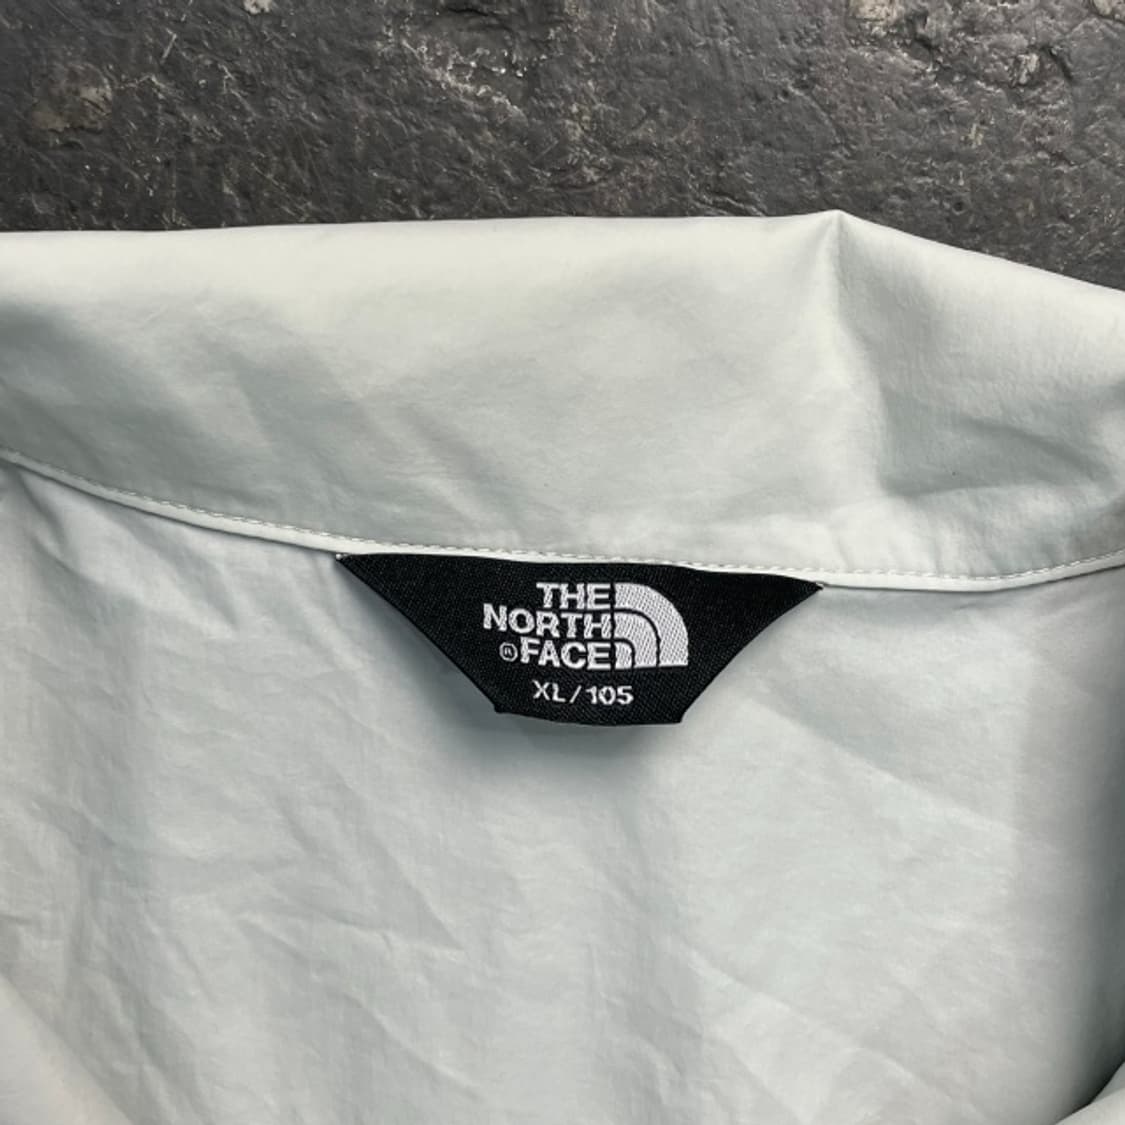 THE
NORTH
®FACE
XL/105